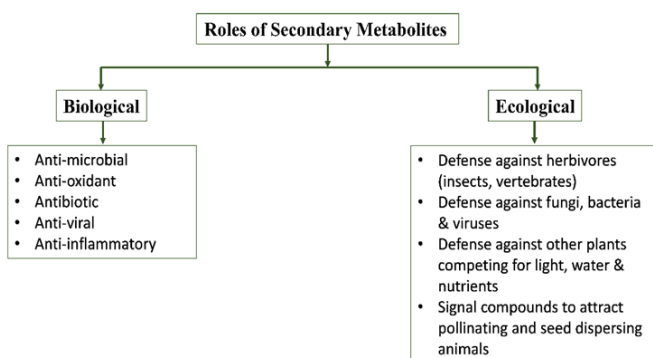 Roles of Secondary Metabolites
Biological
Ecological
• Anti-microbial
• Anti-oxidant
• Antibiotic
• Anti-viral
• Anti-inflammatory
• Defense against herbivores
(insects, vertebrates)
• Defense against fungi, bacteria
& viruses
• Defense against other plants
competing for light, water &
nutrients
• Signal compounds to attract
pollinating and seed dispersing
animals